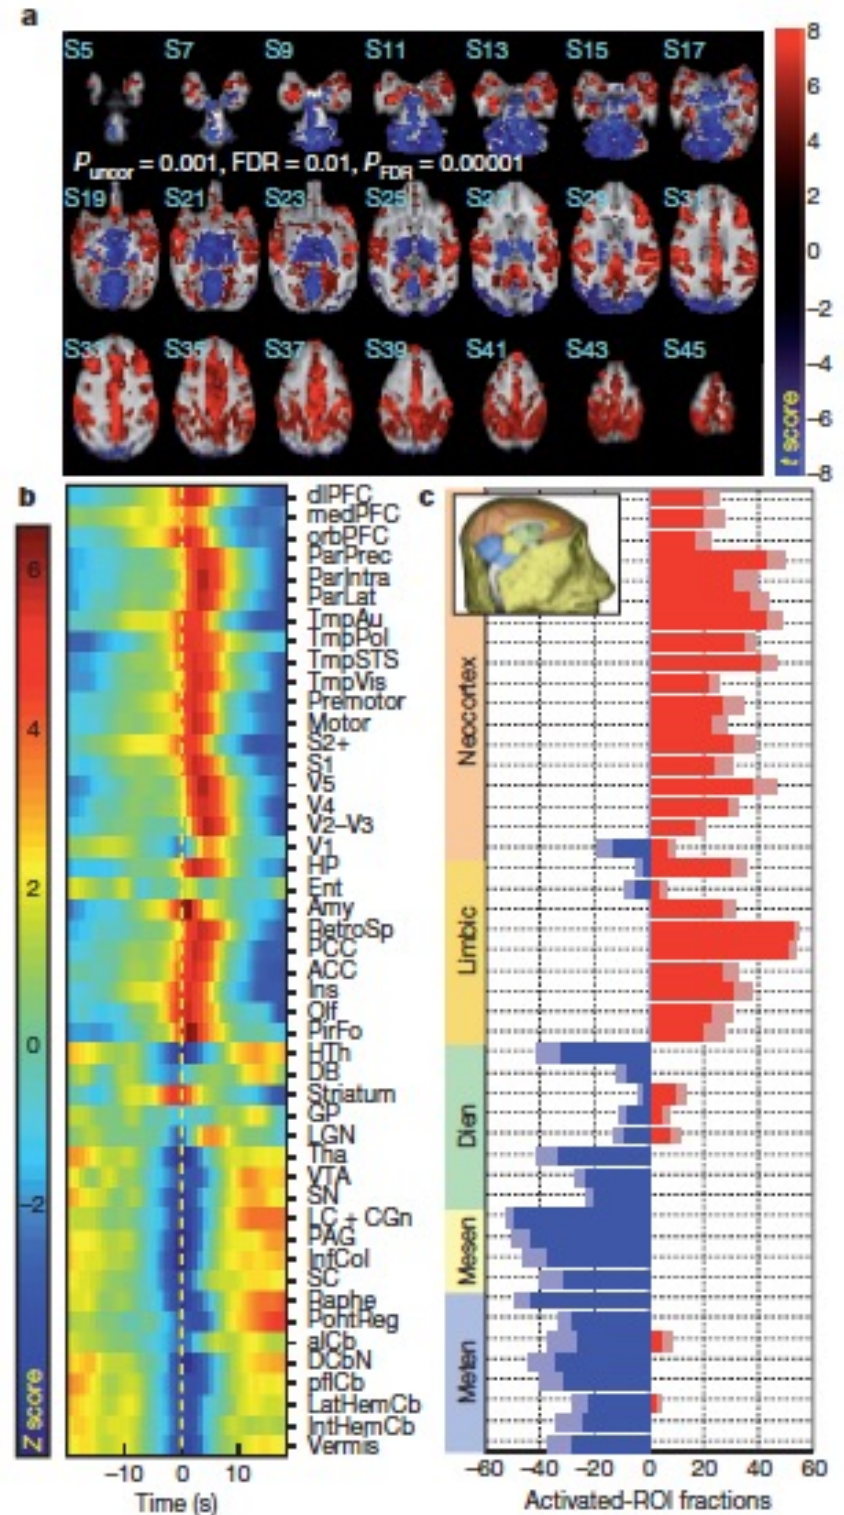 a
S5 S7 S9 S11 S13 S15 S17
P uncor = 0.001, FDR = 0.01, P FDR = 0.00001
S19 S21 S23 S25 S27 S29 S31
S33 S35 S37 S39 S41 S43 S45
8
6
4
2
0
−2
−4
−6
−8
t score
b
6
4
2
0
−2
Z score
dlPFC
medPFC
orbPFC
ParPrec
ParIntra
ParLat
TmpAu
TmpPol
TmpSTS
TmpVis
Premotor
Motor
S2+
S1
V5
V4
V2–V3
V1
HP
Ent
Amy
RetroSp
PCC
ACC
Ins
Olf
PirFo
HTh
DB
Striatum
GP
LGN
Tha
VTA
SN
LC + CGn
PAG
InfCol
SC
Raphe
PontReg
alCb
DCbN
pflCb
LatHemCb
IntHemCb
Vermis
−10 0 10
Time (s)
c
Neocortex
Limbic
Dien
Mesen
Meten
−60 −40 −20 0 20 40 60
Activated-ROI fractions